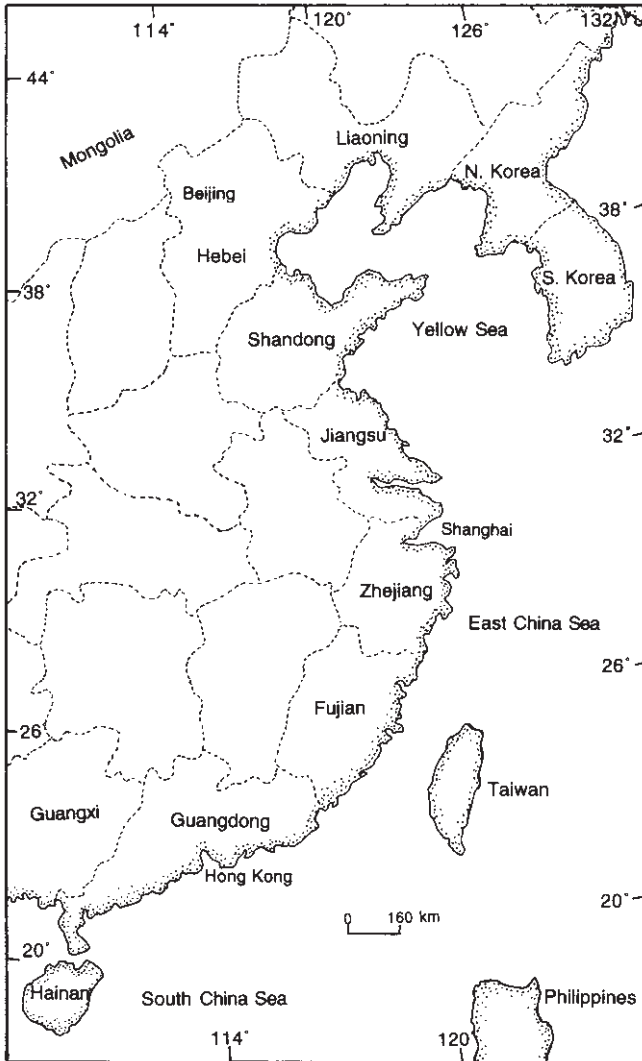 114°
120°
126°
132°N
44°
Mongolia
Liaoning
N. Korea
Beijing
38°
Hebei
S. Korea
38°
Shandong
Yellow Sea
Jiangsu
32°
32°
Shanghai
Zhejiang
East China Sea
26°
Fujian
26°
Taiwan
Guangxi
Guangdong
Hong Kong
20°
0 160 km
20°
Hainan
South China Sea
Philippines
114°
120°